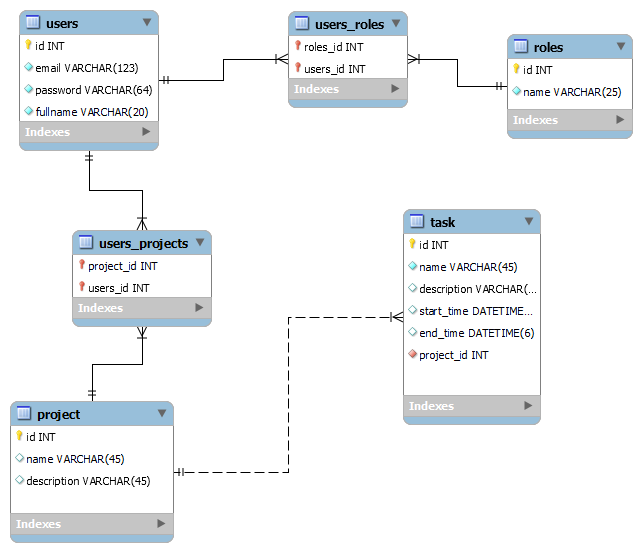 users
id INT
email VARCHAR(123)
password VARCHAR(64)
fullname VARCHAR(20)
Indexes
users_roles
roles_id INT
users_id INT
Indexes
roles
id INT
name VARCHAR(25)
Indexes
users_projects
project_id INT
users_id INT
Indexes
task
id INT
name VARCHAR(45)
description VARCHAR(...
start_time DATETIME...
end_time DATETIME(6)
project_id INT
Indexes
project
id INT
name VARCHAR(45)
description VARCHAR(45)
Indexes